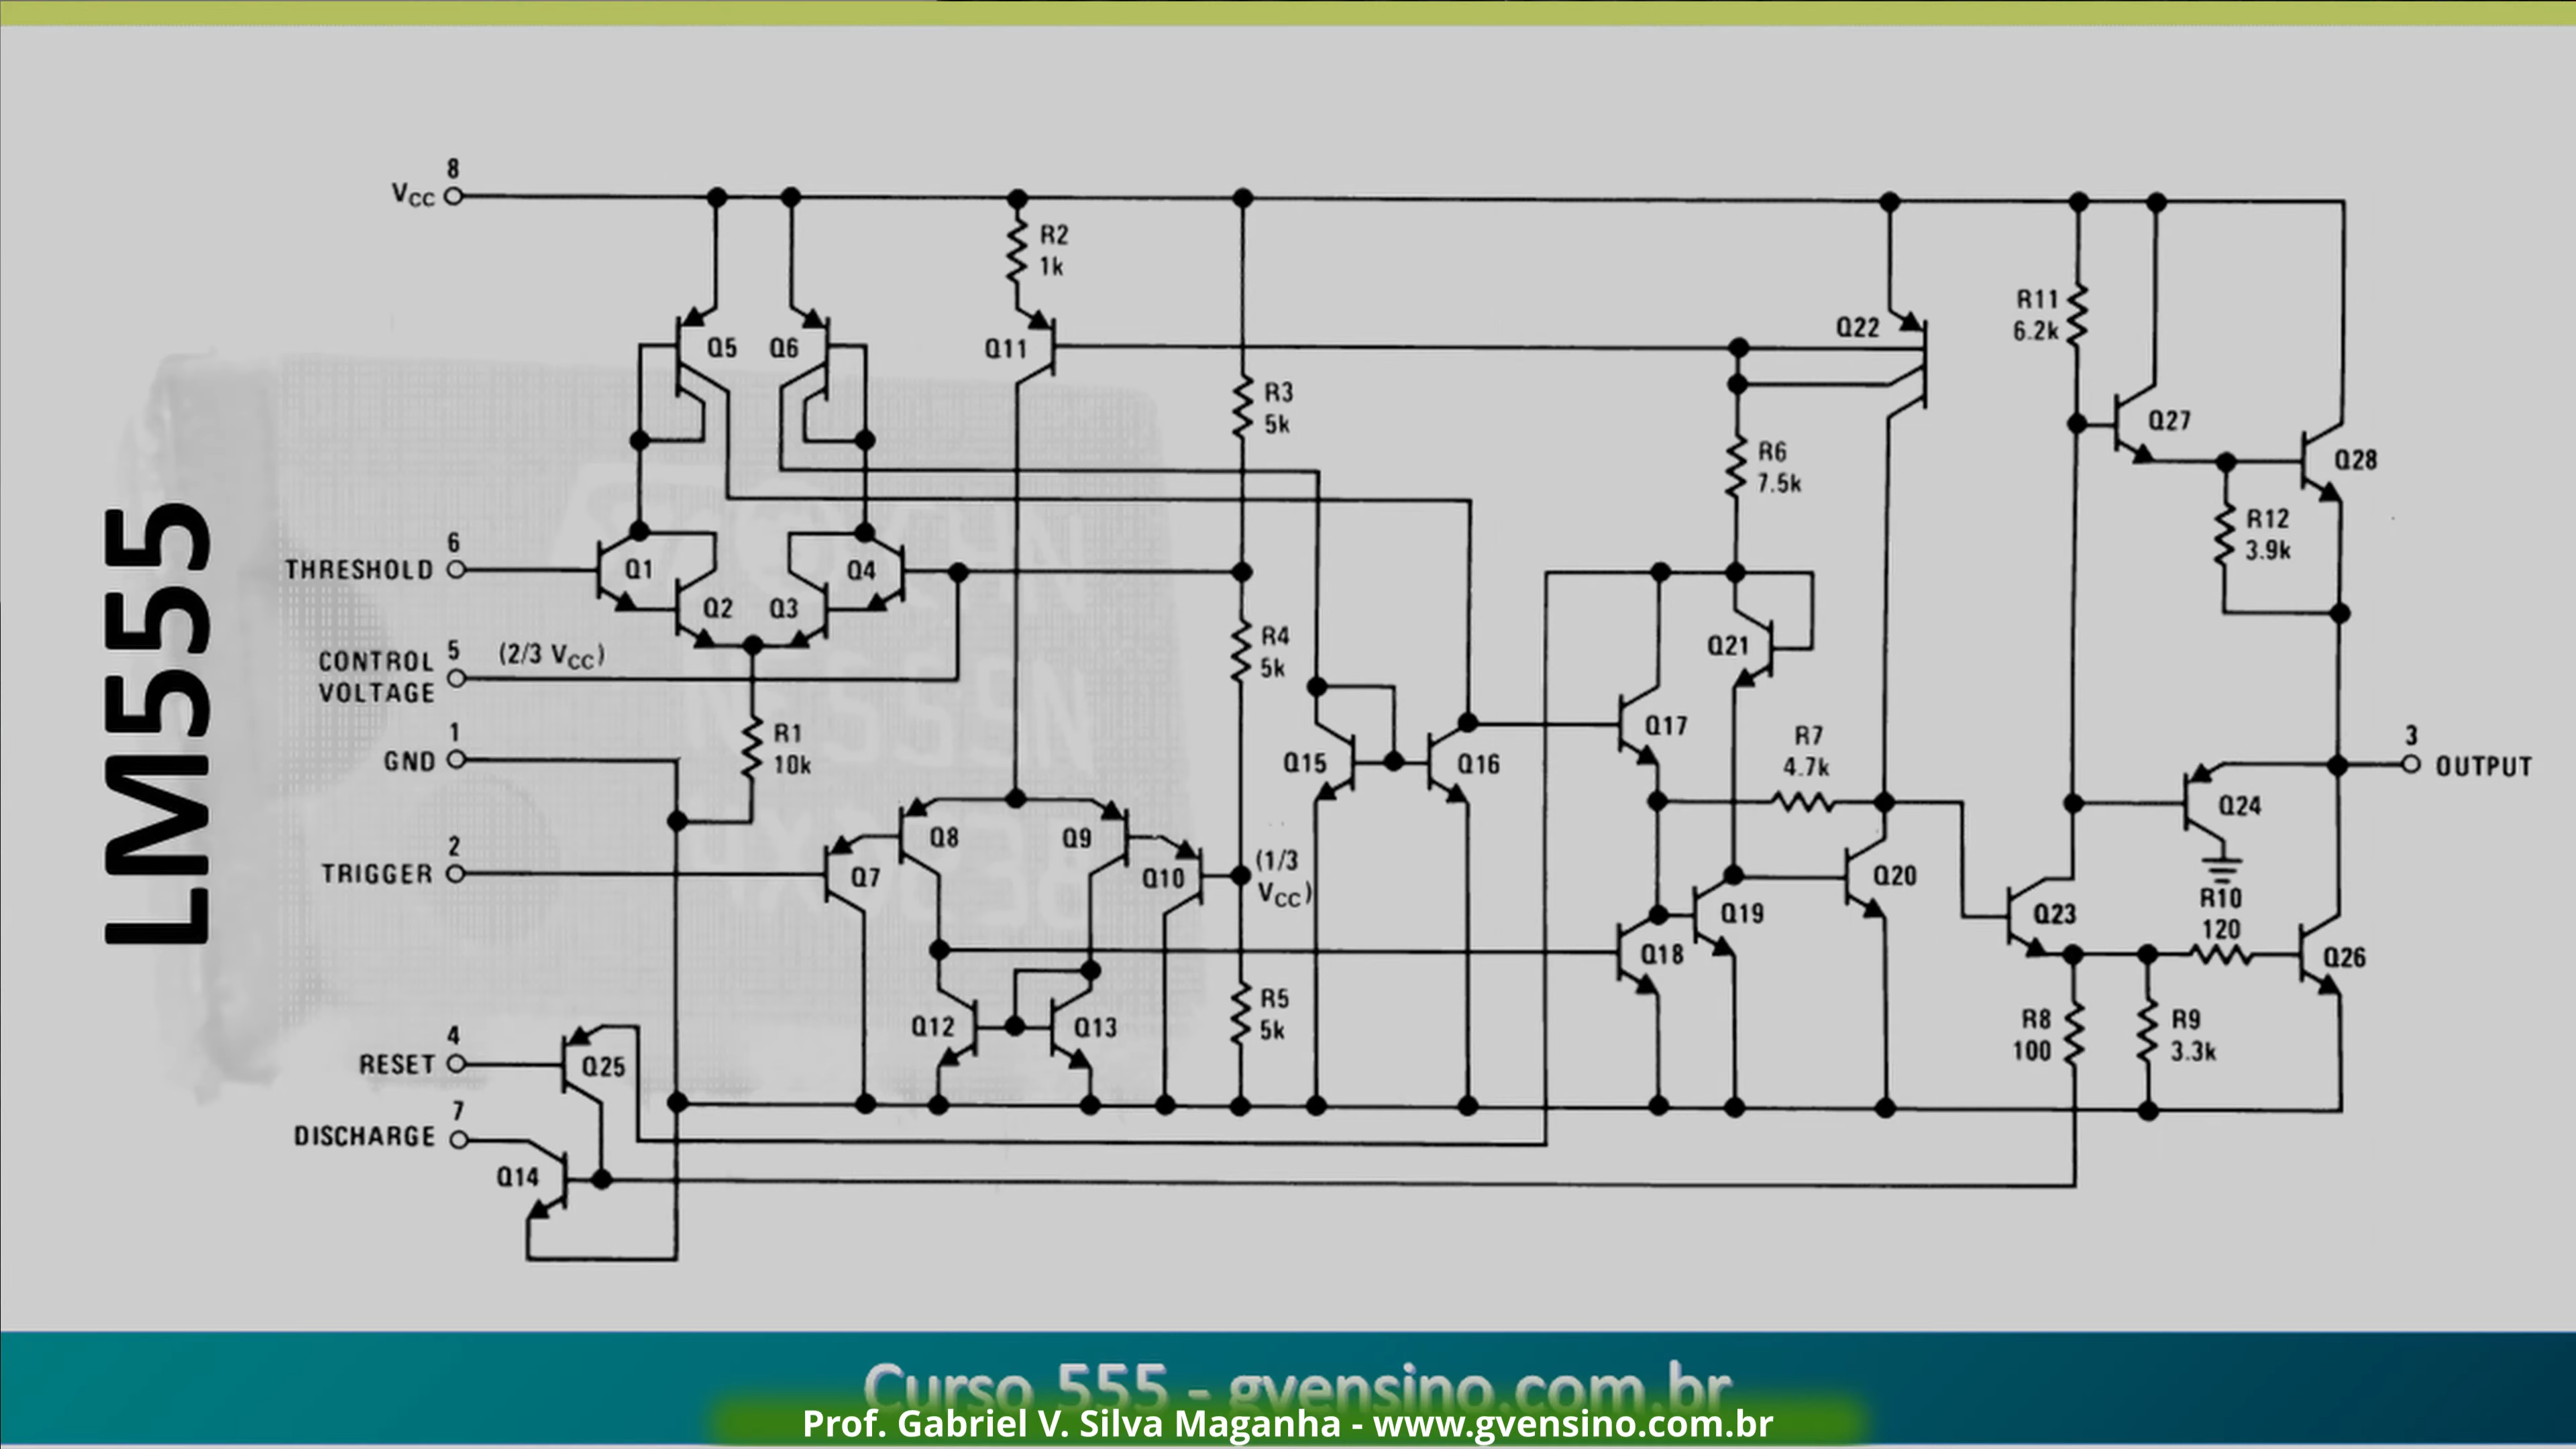 LM555
8
VCC
R2
1k
R11
6.2k
Q5
Q6
Q11
Q22
R3
5k
Q27
Q28
R6
7.5k
R12
3.9k
6
THRESHOLD
Q1
Q4
Q2
Q3
R4
5k
Q21
CONTROL
VOLTAGE
5
(2/3 VCC)
1
GND
R1
10k
Q15
Q16
Q17
R7
4.7k
3
OUTPUT
2
TRIGGER
Q7
Q8
Q9
Q10
(1/3
VCC)
Q24
Q20
Q19
Q18
Q23
R10
120
Q26
Q12
Q13
R5
5k
R8
100
R9
3.3k
4
RESET
Q25
7
DISCHARGE
Q14
Curso 555 - gvensino.com.br
Prof. Gabriel V. Silva Maganha - www.gvensino.com.br